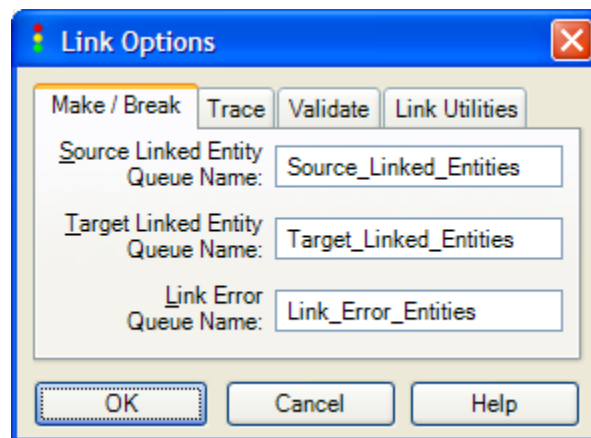 Link Options
Make / Break Trace Validate Link Utilities
Source Linked Entity
Queue Name: Source_Linked_Entities
Target Linked Entity
Queue Name: Target_Linked_Entities
Link Error
Queue Name: Link_Error_Entities
OK Cancel Help